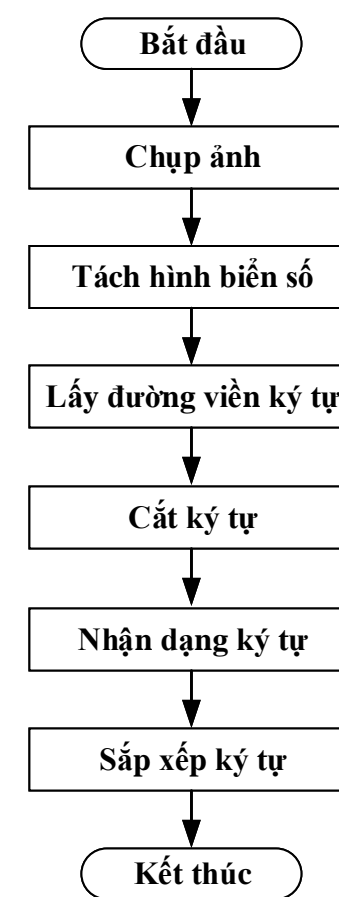 Bắt đầu
Chụp ảnh
Tách hình biển số
Lấy đường viền ký tự
Cắt ký tự
Nhận dạng ký tự
Sắp xếp ký tự
Kết thúc